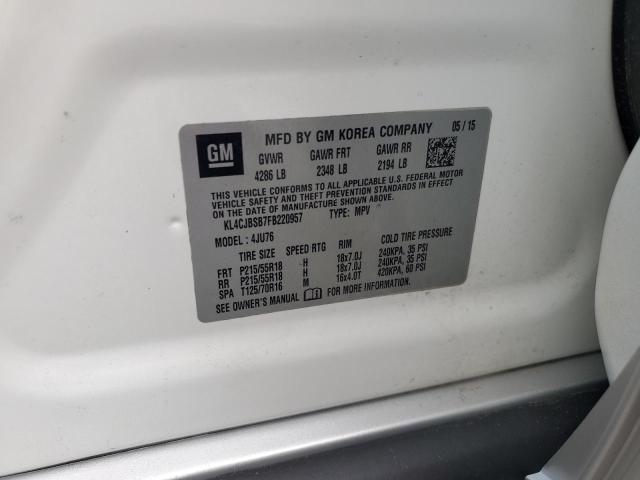 GM
MFD BY GM KOREA COMPANY 05 / 15
GVWR GAWR FRT GAWR RR
4286 LB 2348 LB 2194 LB
THIS VEHICLE CONFORMS TO ALL APPLICABLE U.S. FEDERAL MOTOR
VEHICLE SAFETY AND THEFT PREVENTION STANDARDS IN EFFECT
ON THE DATE OF MANUFACTURE SHOWN ABOVE.
KL4CJBSB7FB220957 TYPE: MPV
MODEL: 4JU76
TIRE SIZE SPEED RTG RIM COLD TIRE PRESSURE
FRT P215/55R18 H 18x7.0J 240KPA, 35 PSI
RR P215/55R18 H 18x7.0J 240KPA, 35 PSI
SPA T125/70R16 M 16x4.0T 420KPA, 60 PSI
SEE OWNER'S MANUAL FOR MORE INFORMATION.